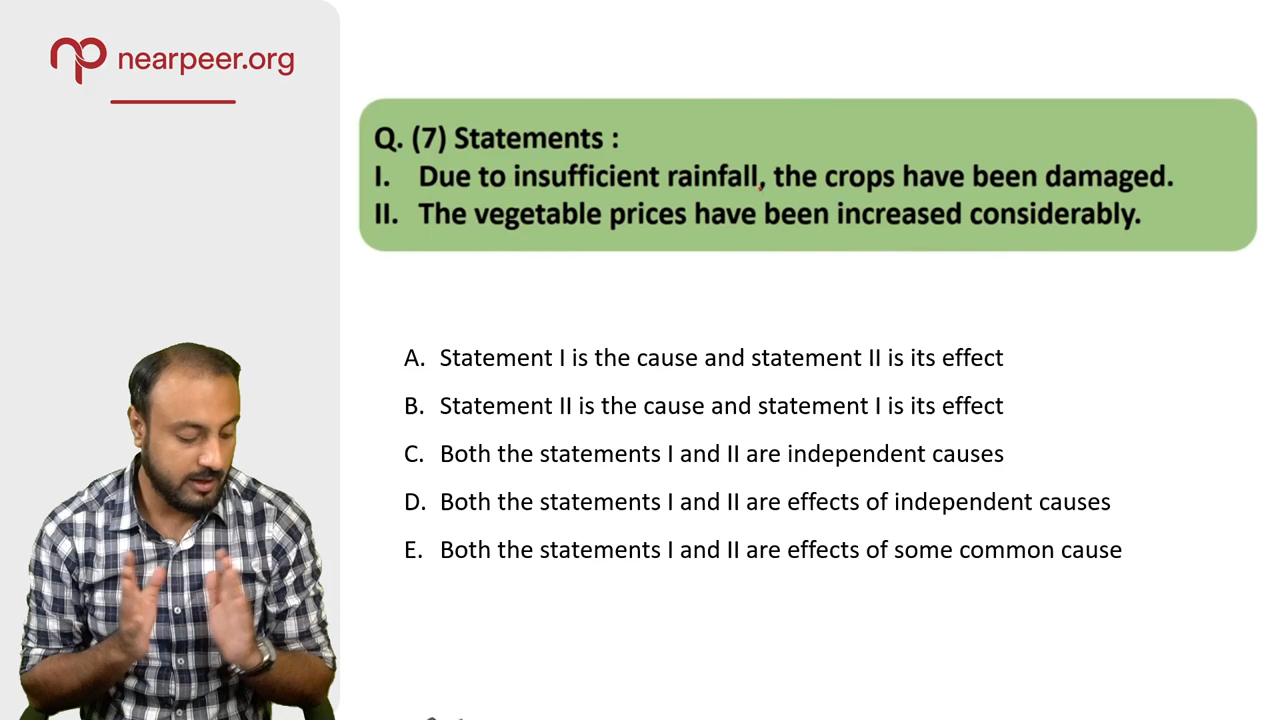 nearpeer.org
Q. (7) Statements :
I. Due to insufficient rainfall, the crops have been damaged.
II. The vegetable prices have been increased considerably.
A. Statement I is the cause and statement II is its effect
B. Statement II is the cause and statement I is its effect
C. Both the statements I and II are independent causes
D. Both the statements I and II are effects of independent causes
E. Both the statements I and II are effects of some common cause